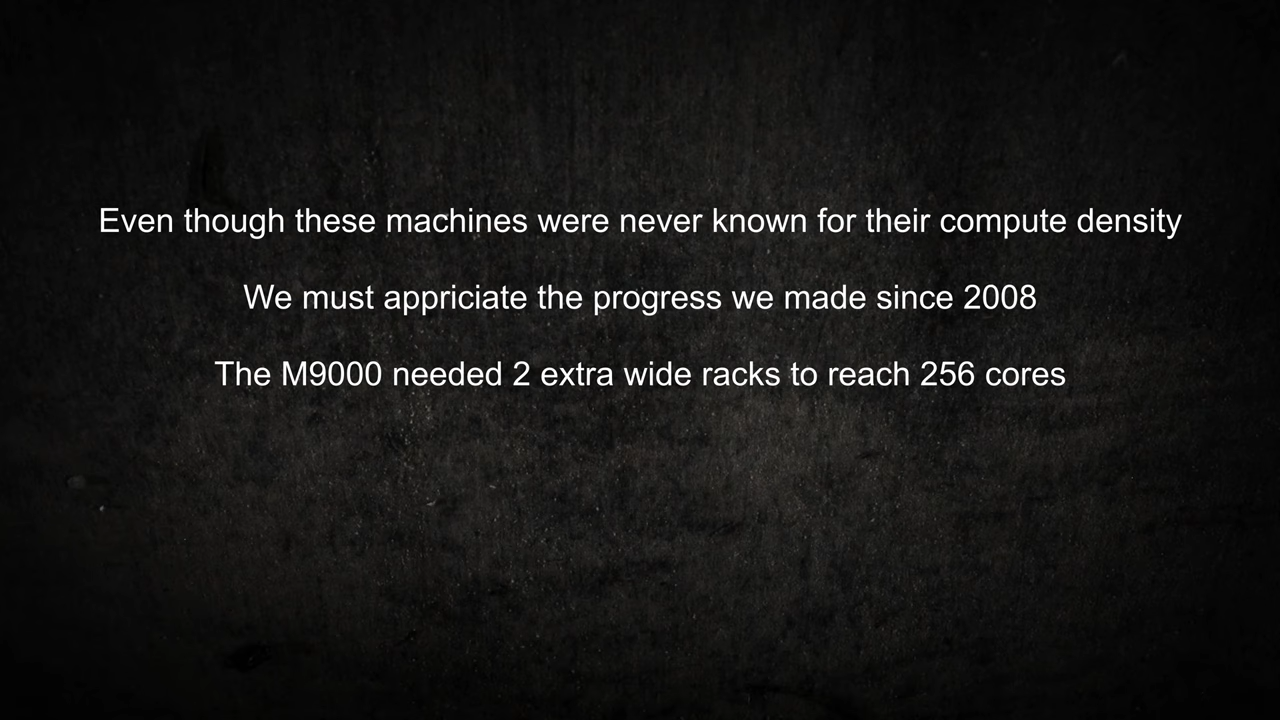 Even though these machines were never known for their compute density
We must appriciate the progress we made since 2008
The M9000 needed 2 extra wide racks to reach 256 cores